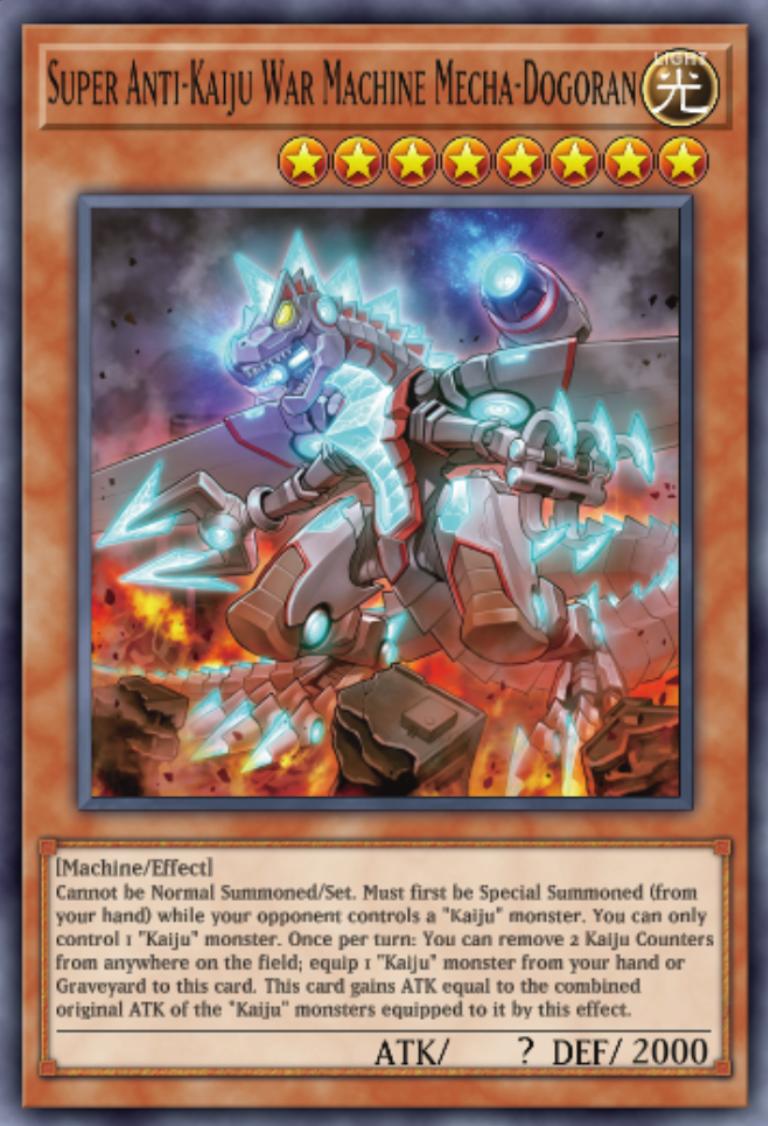 SUPER ANTI-KAIJU WAR MACHINE MECHA-DOGORAN
LIGHT
光
[Machine/Effect]
Cannot be Normal Summoned/Set. Must first be Special Summoned (from
your hand) while your opponent controls a "Kaiju" monster. You can only
control 1 "Kaiju" monster. Once per turn: You can remove 2 Kaiju Counters
from anywhere on the field; equip 1 "Kaiju" monster from your hand or
Graveyard to this card. This card gains ATK equal to the combined
original ATK of the "Kaiju" monsters equipped to it by this effect.
ATK/ ? DEF/ 2000